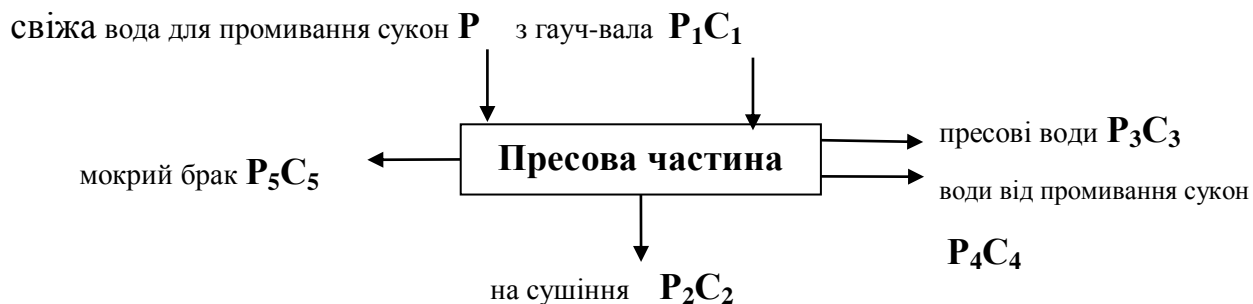 свіжа вода для промивання сукон P з гауч-вала P₁C₁
Пресова частина
пресові води P₃C₃
мокрий брак P₅C₅
води від промивання сукон
P₄C₄
на сушіння P₂C₂